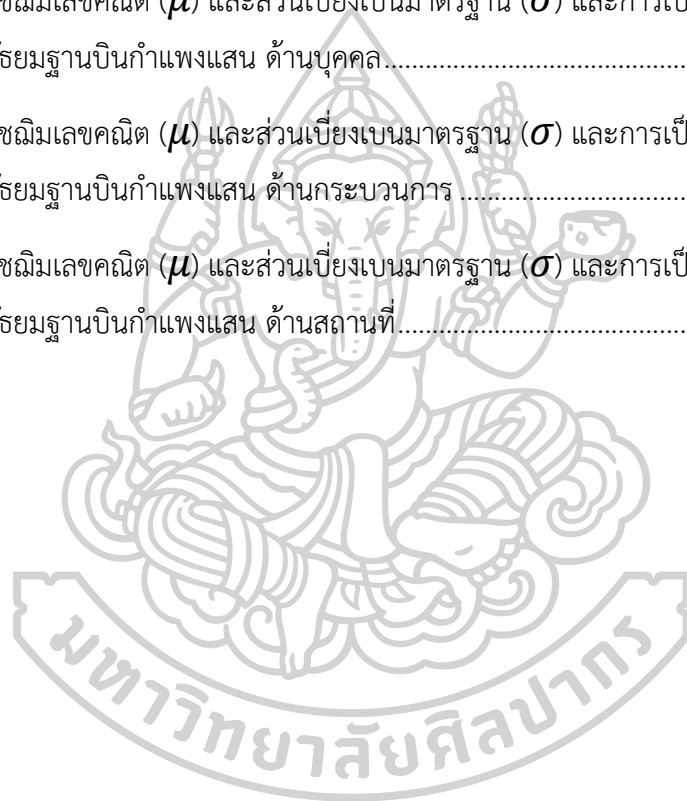 ชฌิมเลขคณิต (μ) และส่วนเบี่ยงเบนมาตรฐาน (σ) และการเป็
ธยมฐานบินกำแพงแสน ด้านบุคคล
ชฌิมเลขคณิต (μ) และส่วนเบี่ยงเบนมาตรฐาน (σ) และการเป็
ธยมฐานบินกำแพงแสน ด้านกระบวนการ
ชฌิมเลขคณิต (μ) และส่วนเบี่ยงเบนมาตรฐาน (σ) และการเป็
ธยมฐานบินกำแพงแสน ด้านสถานที่
มหาวิทยาลัยศิลปากร